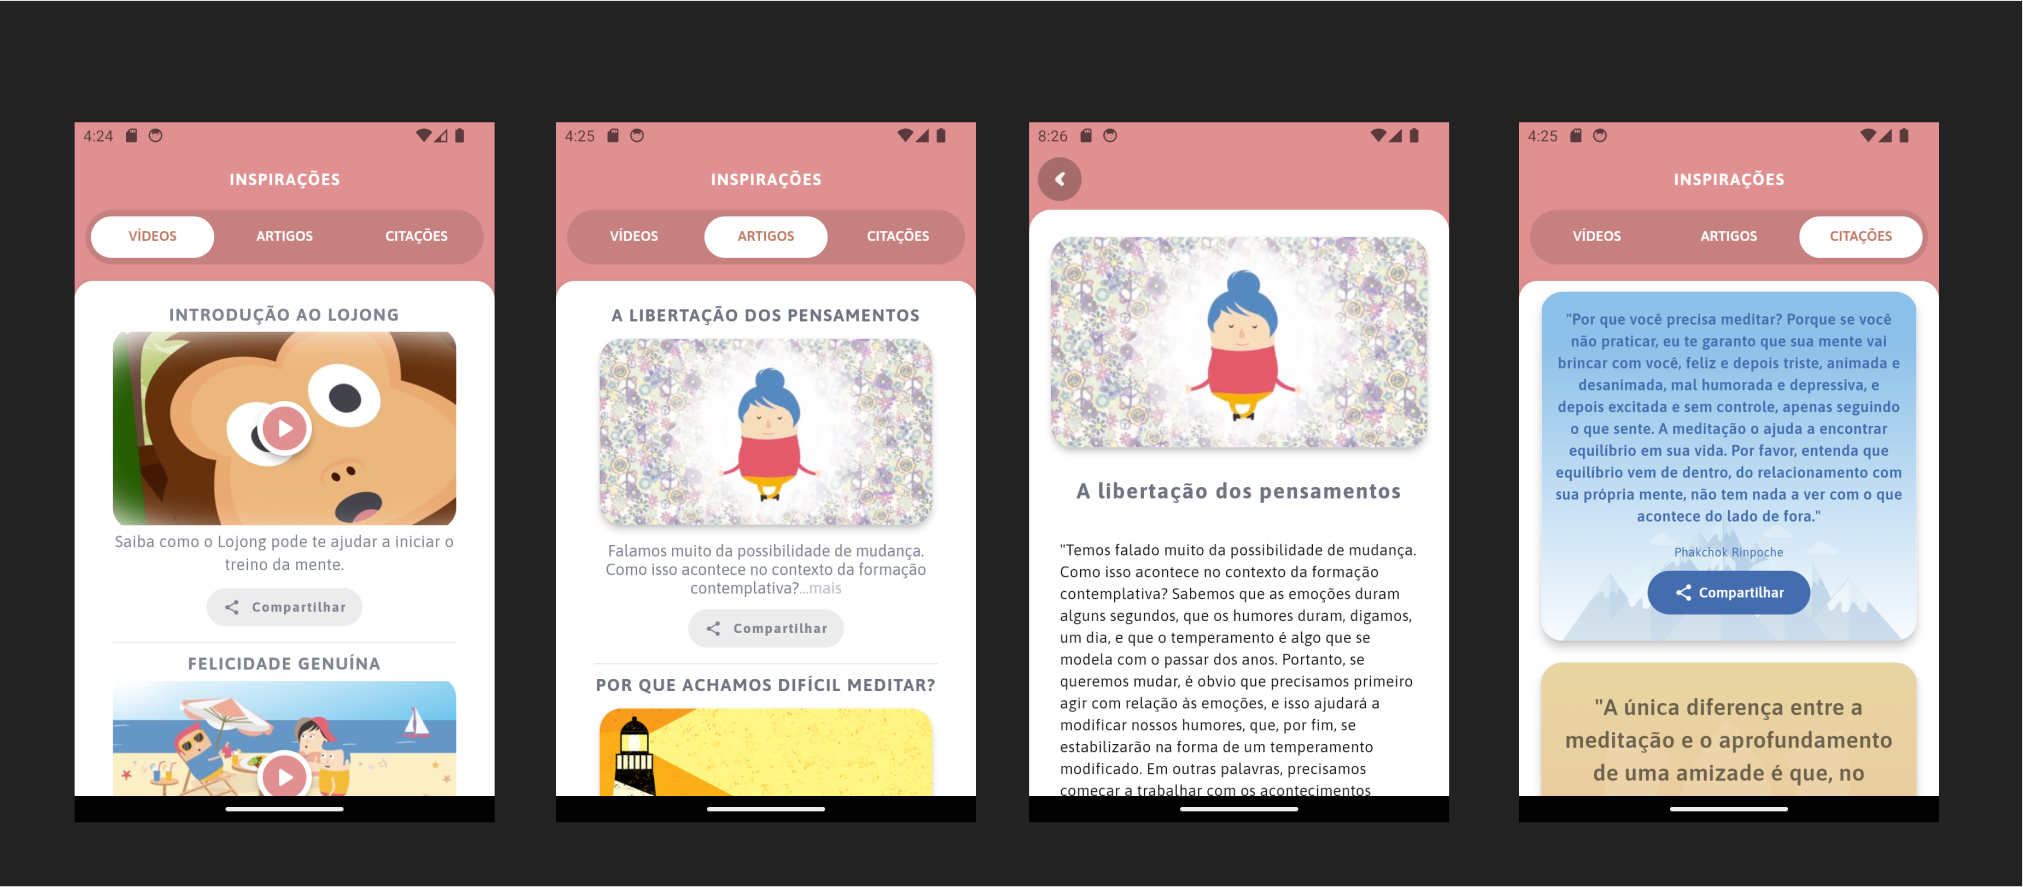 4:24
INSPIRAÇÕES
VÍDEOS ARTIGOS CITAÇÕES
INTRODUÇÃO AO LOJONG
Saiba como o Lojong pode te ajudar a iniciar o
treino da mente.
Compartilhar
FELICIDADE GENUÍNA
4:25
INSPIRAÇÕES
VÍDEOS ARTIGOS CITAÇÕES
A LIBERTAÇÃO DOS PENSAMENTOS
Falamos muito da possibilidade de mudança.
Como isso acontece no contexto da formação
contemplativa?...mais
Compartilhar
POR QUE ACHAMOS DIFÍCIL MEDITAR?
8:26
A libertação dos pensamentos
"Temos falado muito da possibilidade de mudança.
Como isso acontece no contexto da formação
contemplativa? Sabemos que as emoções duram
alguns segundos, que os humores duram, digamos,
um dia, e que o temperamento é algo que se
modela com o passar dos anos. Portanto, se
queremos mudar, é obvio que precisamos primeiro
agir com relação às emoções, e isso ajudará a
modificar nossos humores, que, por fim, se
estabilizarão na forma de um temperamento
modificado. Em outras palavras, precisamos
começar a trabalhar com os acontecimentos
4:25
INSPIRAÇÕES
VÍDEOS ARTIGOS CITAÇÕES
"Por que você precisa meditar? Porque se você
não praticar, eu te garanto que sua mente vai
brincar com você, feliz e depois triste, animada e
desanimada, mal humorada e depressiva, e
depois excitada e sem controle, apenas seguindo
o que sente. A meditação o ajuda a encontrar
equilíbrio em sua vida. Por favor, entenda que
equilíbrio vem de dentro, do relacionamento com
sua própria mente, não tem nada a ver com o que
acontece do lado de fora."
Phakchok Rinpoche
Compartilhar
"A única diferença entre a
meditação e o aprofundamento
de uma amizade é que, no